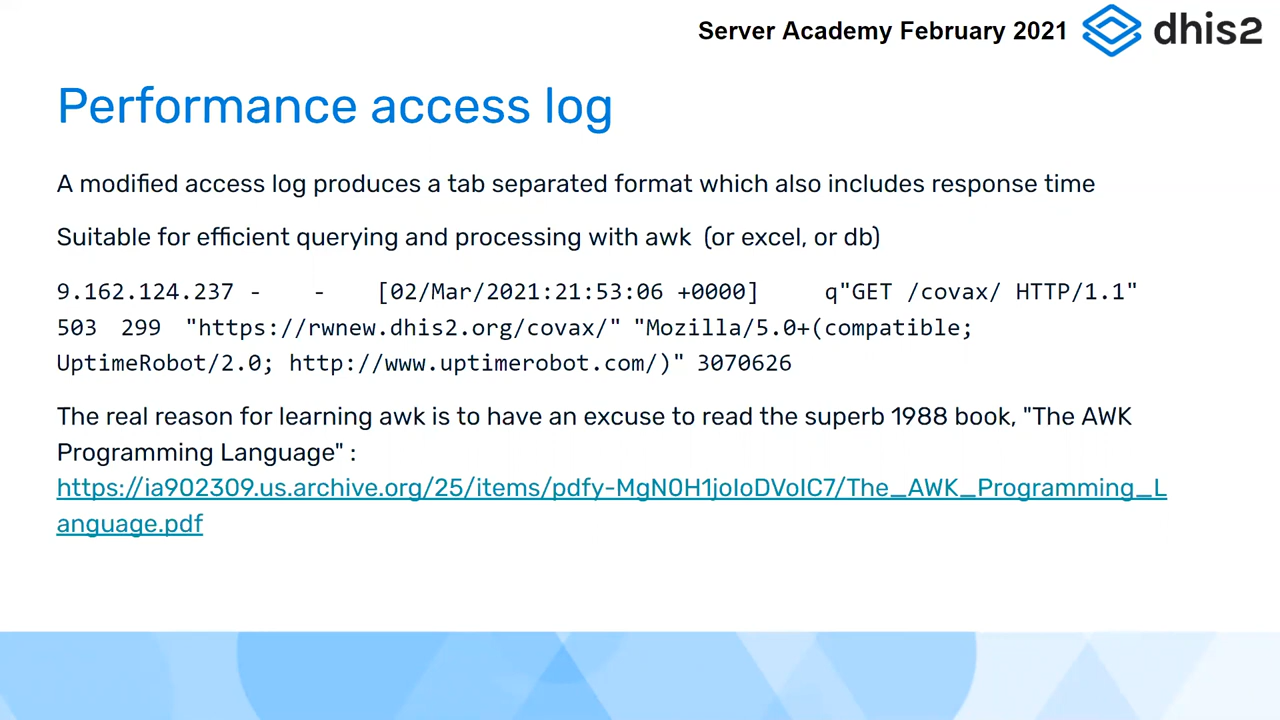 Server Academy February 2021
dhis2
Performance access log
A modified access log produces a tab separated format which also includes response time
Suitable for efficient querying and processing with awk (or excel, or db)
9.162.124.237 - - [02/Mar/2021:21:53:06 +0000] q"GET /covax/ HTTP/1.1"
503 299 "https://rwnew.dhis2.org/covax/" "Mozilla/5.0+(compatible;
UptimeRobot/2.0; http://www.uptimerobot.com/)" 3070626
The real reason for learning awk is to have an excuse to read the superb 1988 book, "The AWK
Programming Language" :
https://ia902309.us.archive.org/25/items/pdfy-MgN0H1joIoDVoIC7/The_AWK_Programming_L
anguage.pdf